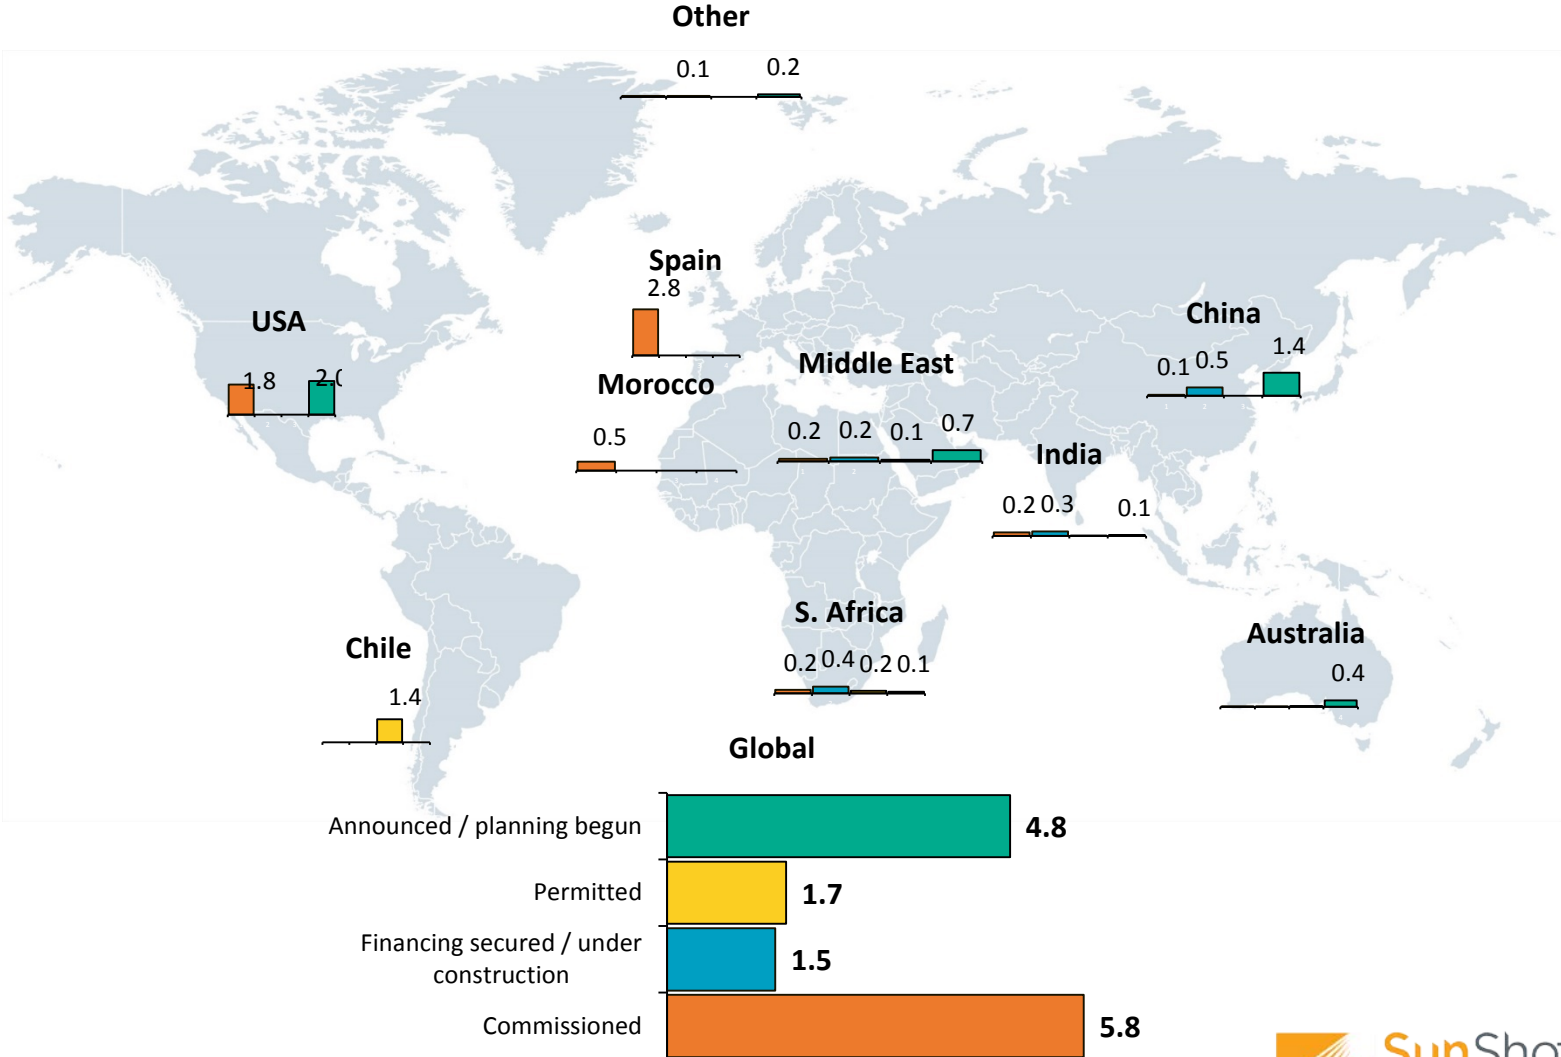 Other
0.1 0.2
Spain
2.8
USA
1.8 2.0
China
0.1 0.5 1.4
Middle East
0.2 0.2 0.1 0.7
Morocco
0.5
India
0.2 0.3 0.1
S. Africa
0.2 0.4 0.2 0.1
Australia
0.4
Chile
1.4
Global
Announced / planning begun 4.8
Permitted 1.7
Financing secured / under
construction 1.5
Commissioned 5.8